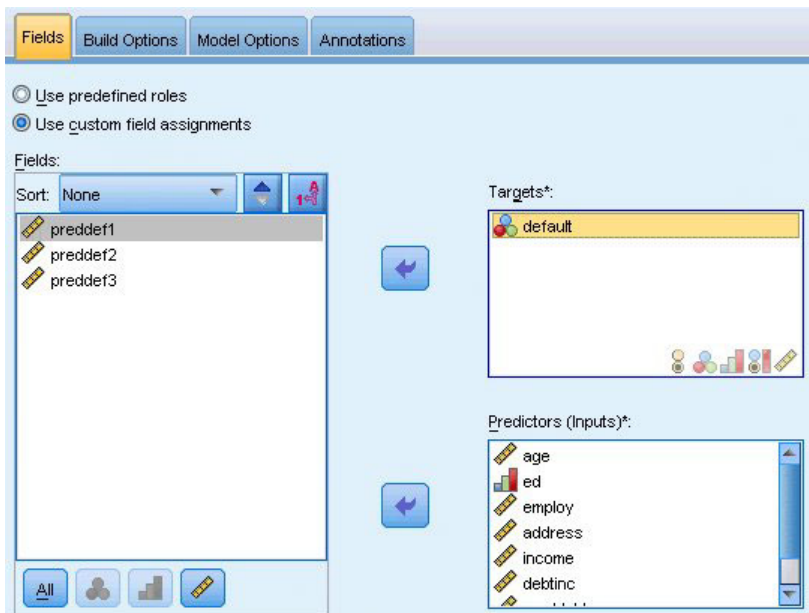 Fields Build Options Model Options Annotations
Use predefined roles
Use custom field assignments
Fields:
Sort: None
preddef1
preddef2
preddef3
All
Targets*:
default
Predictors (Inputs)*:
age
ed
employ
address
income
debtinc